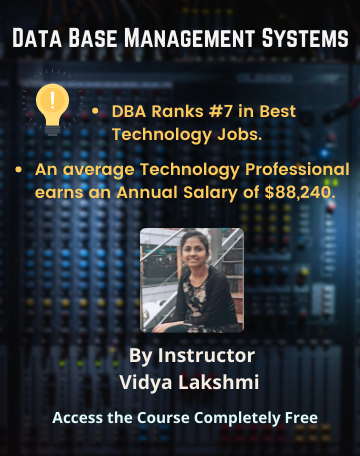 Data Base Management Systems
• DBA Ranks #7 in Best
Technology Jobs.
• An average Technology Professional
earns an Annual Salary of $88,240.
By Instructor
Vidya Lakshmi
Access the Course Completely Free